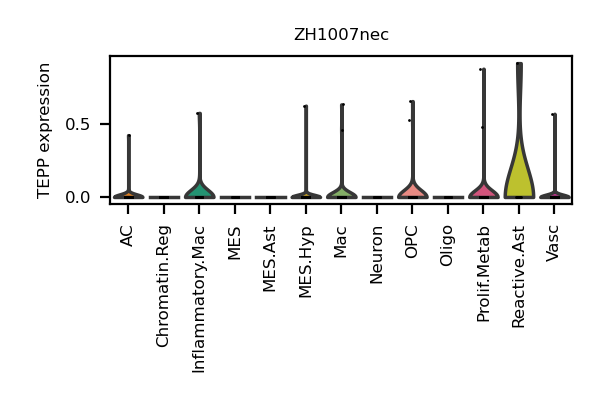 ZH1007nec
TEPP expression
0.5
0.0
AC
Chromatin.Reg
Inflammatory.Mac
MES
MES.Ast
MES.Hyp
Mac
Neuron
OPC
Oligo
Prolif.Metab
Reactive.Ast
Vasc